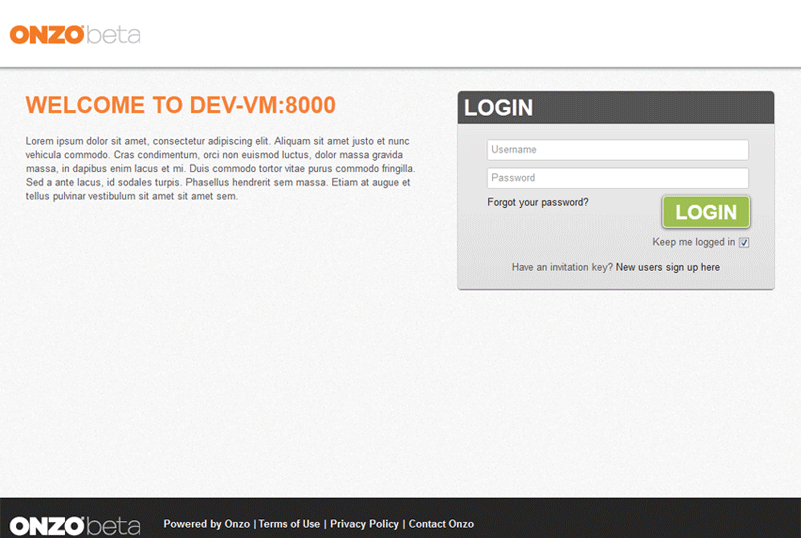 ONZO beta
WELCOME TO DEV-VM:8000
Lorem ipsum dolor sit amet, consectetur adipiscing elit. Aliquam sit amet justo et nunc
vehicula commodo. Cras condimentum, orci non euismod luctus, dolor massa gravida
massa, in dapibus enim lacus et mi. Duis commodo tortor vitae purus commodo fringilla.
Sed a ante lacus, id sodales turpis. Phasellus hendrerit sem massa. Etiam at augue et
tellus pulvinar vestibulum sit amet sit amet sem.
LOGIN
Username
Password
Forgot your password?
LOGIN
Keep me logged in
Have an invitation key? New users sign up here
ONZO beta
Powered by Onzo | Terms of Use | Privacy Policy | Contact Onzo